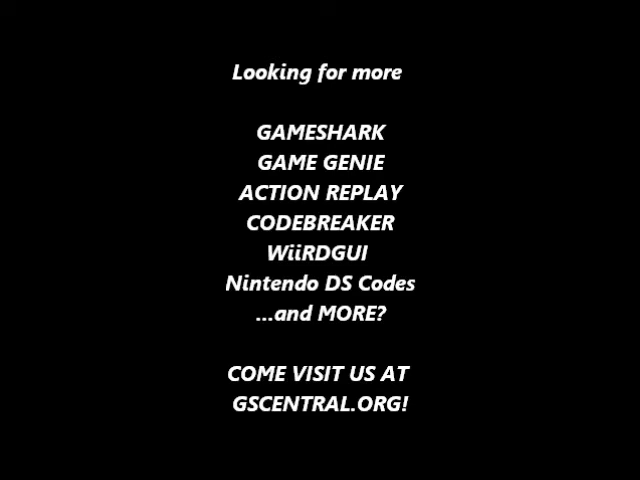 Looking for more
GAMESHARK
GAME GENIE
ACTION REPLAY
CODEBREAKER
WiiRDGUI
Nintendo DS Codes
...and MORE?
COME VISIT US AT
GSCENTRAL.ORG!